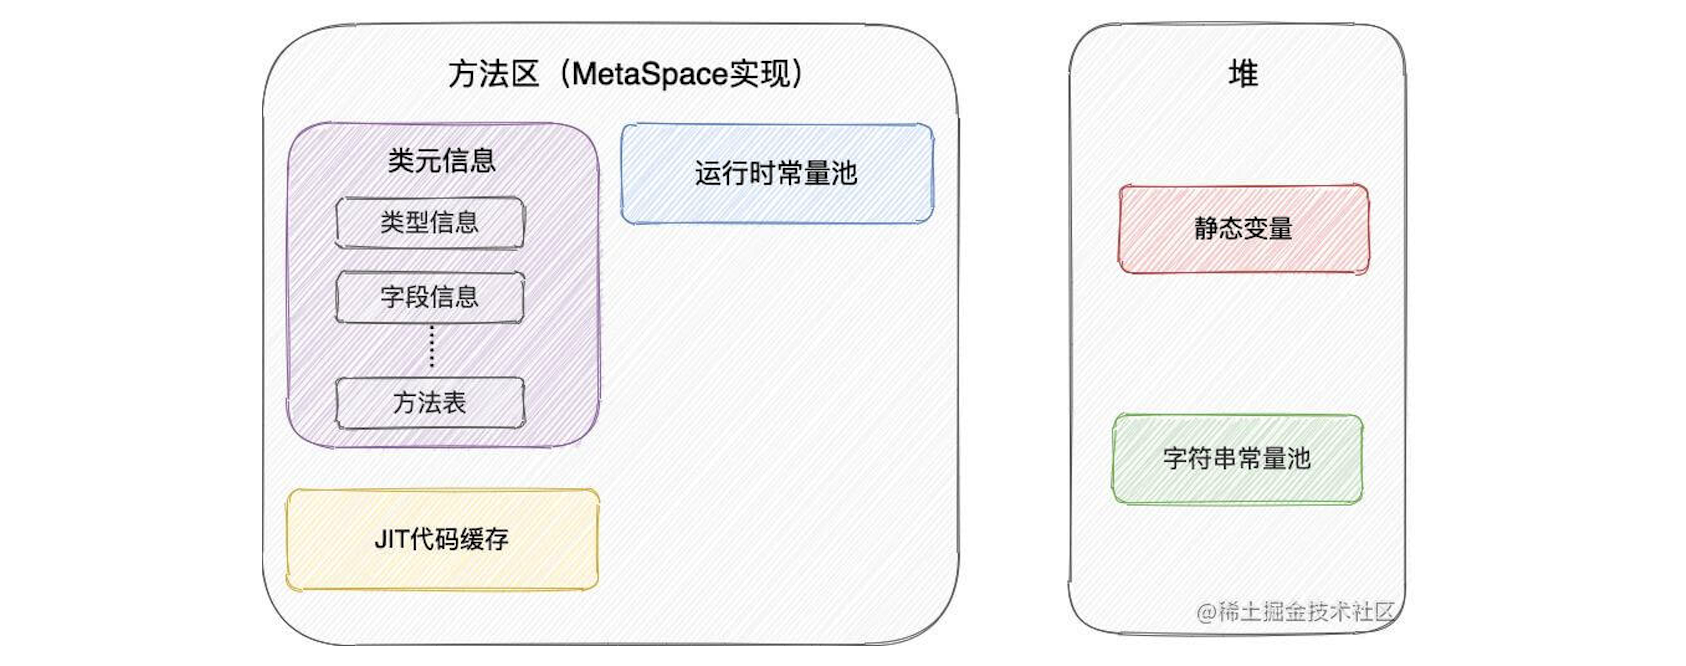 方法区（MetaSpace实现）
类元信息
类型信息
字段信息
方法表
运行时常量池
JIT代码缓存
堆
静态变量
字符串常量池
@稀土掘金技术社区